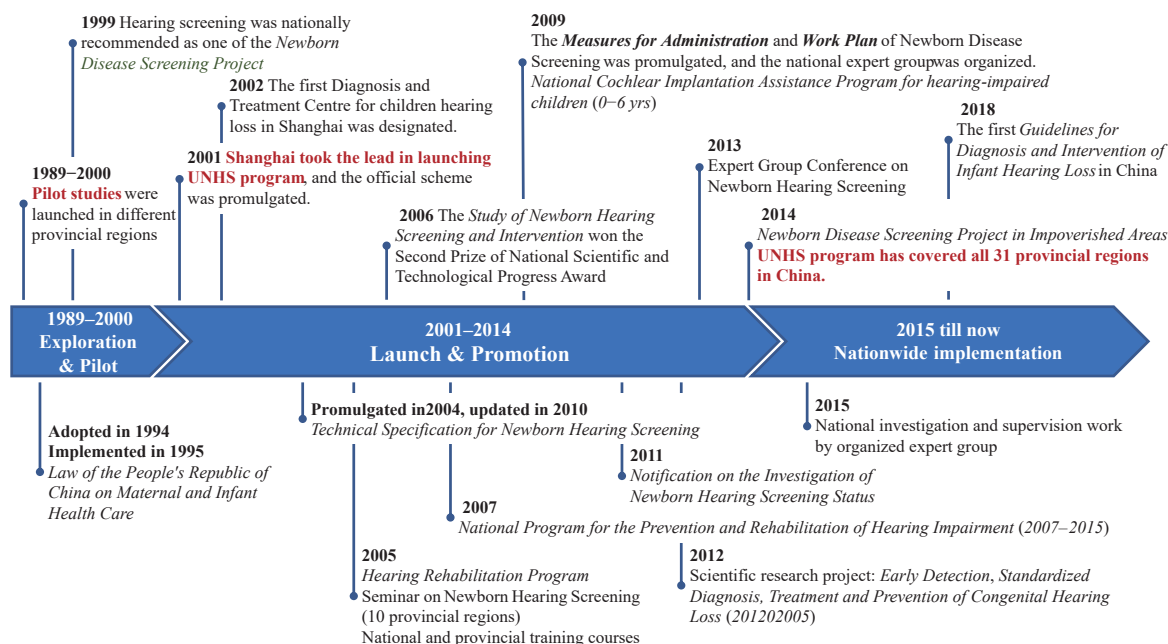 1999 Hearing screening was nationally
recommended as one of the Newborn
Disease Screening Project
2009
The Measures for Administration and Work Plan of Newborn Disease
Screening was promulgated, and the national expert group was organized.
National Cochlear Implantation Assistance Program for hearing-impaired
children (0−6 yrs)
2002 The first Diagnosis and
Treatment Centre for children hearing
loss in Shanghai was designated.
2018
The first Guidelines for
Diagnosis and Intervention of
Infant Hearing Loss in China
1989−2000
Pilot studies were
launched in different
provincial regions
2001 Shanghai took the lead in launching
UNHS program, and the official scheme
was promulgated.
2013
Expert Group Conference on
Newborn Hearing Screening
2006 The Study of Newborn Hearing
Screening and Intervention won the
Second Prize of National Scientific and
Technological Progress Award
2014
Newborn Disease Screening Project in Impoverished Areas
UNHS program has covered all 31 provincial regions
in China.
1989–2000
Exploration
& Pilot
2001–2014
Launch & Promotion
2015 till now
Nationwide implementation
Adopted in 1994
Implemented in 1995
Law of the People's Republic of
China on Maternal and Infant
Health Care
Promulgated in2004, updated in 2010
Technical Specification for Newborn Hearing Screening
2015
National investigation and supervision work
by organized expert group
2011
Notification on the Investigation of
Newborn Hearing Screening Status
2007
National Program for the Prevention and Rehabilitation of Hearing Impairment (2007–2015)
2005
Hearing Rehabilitation Program
Seminar on Newborn Hearing Screening
(10 provincial regions)
National and provincial training courses
2012
Scientific research project: Early Detection, Standardized
Diagnosis, Treatment and Prevention of Congenital Hearing
Loss (201202005)